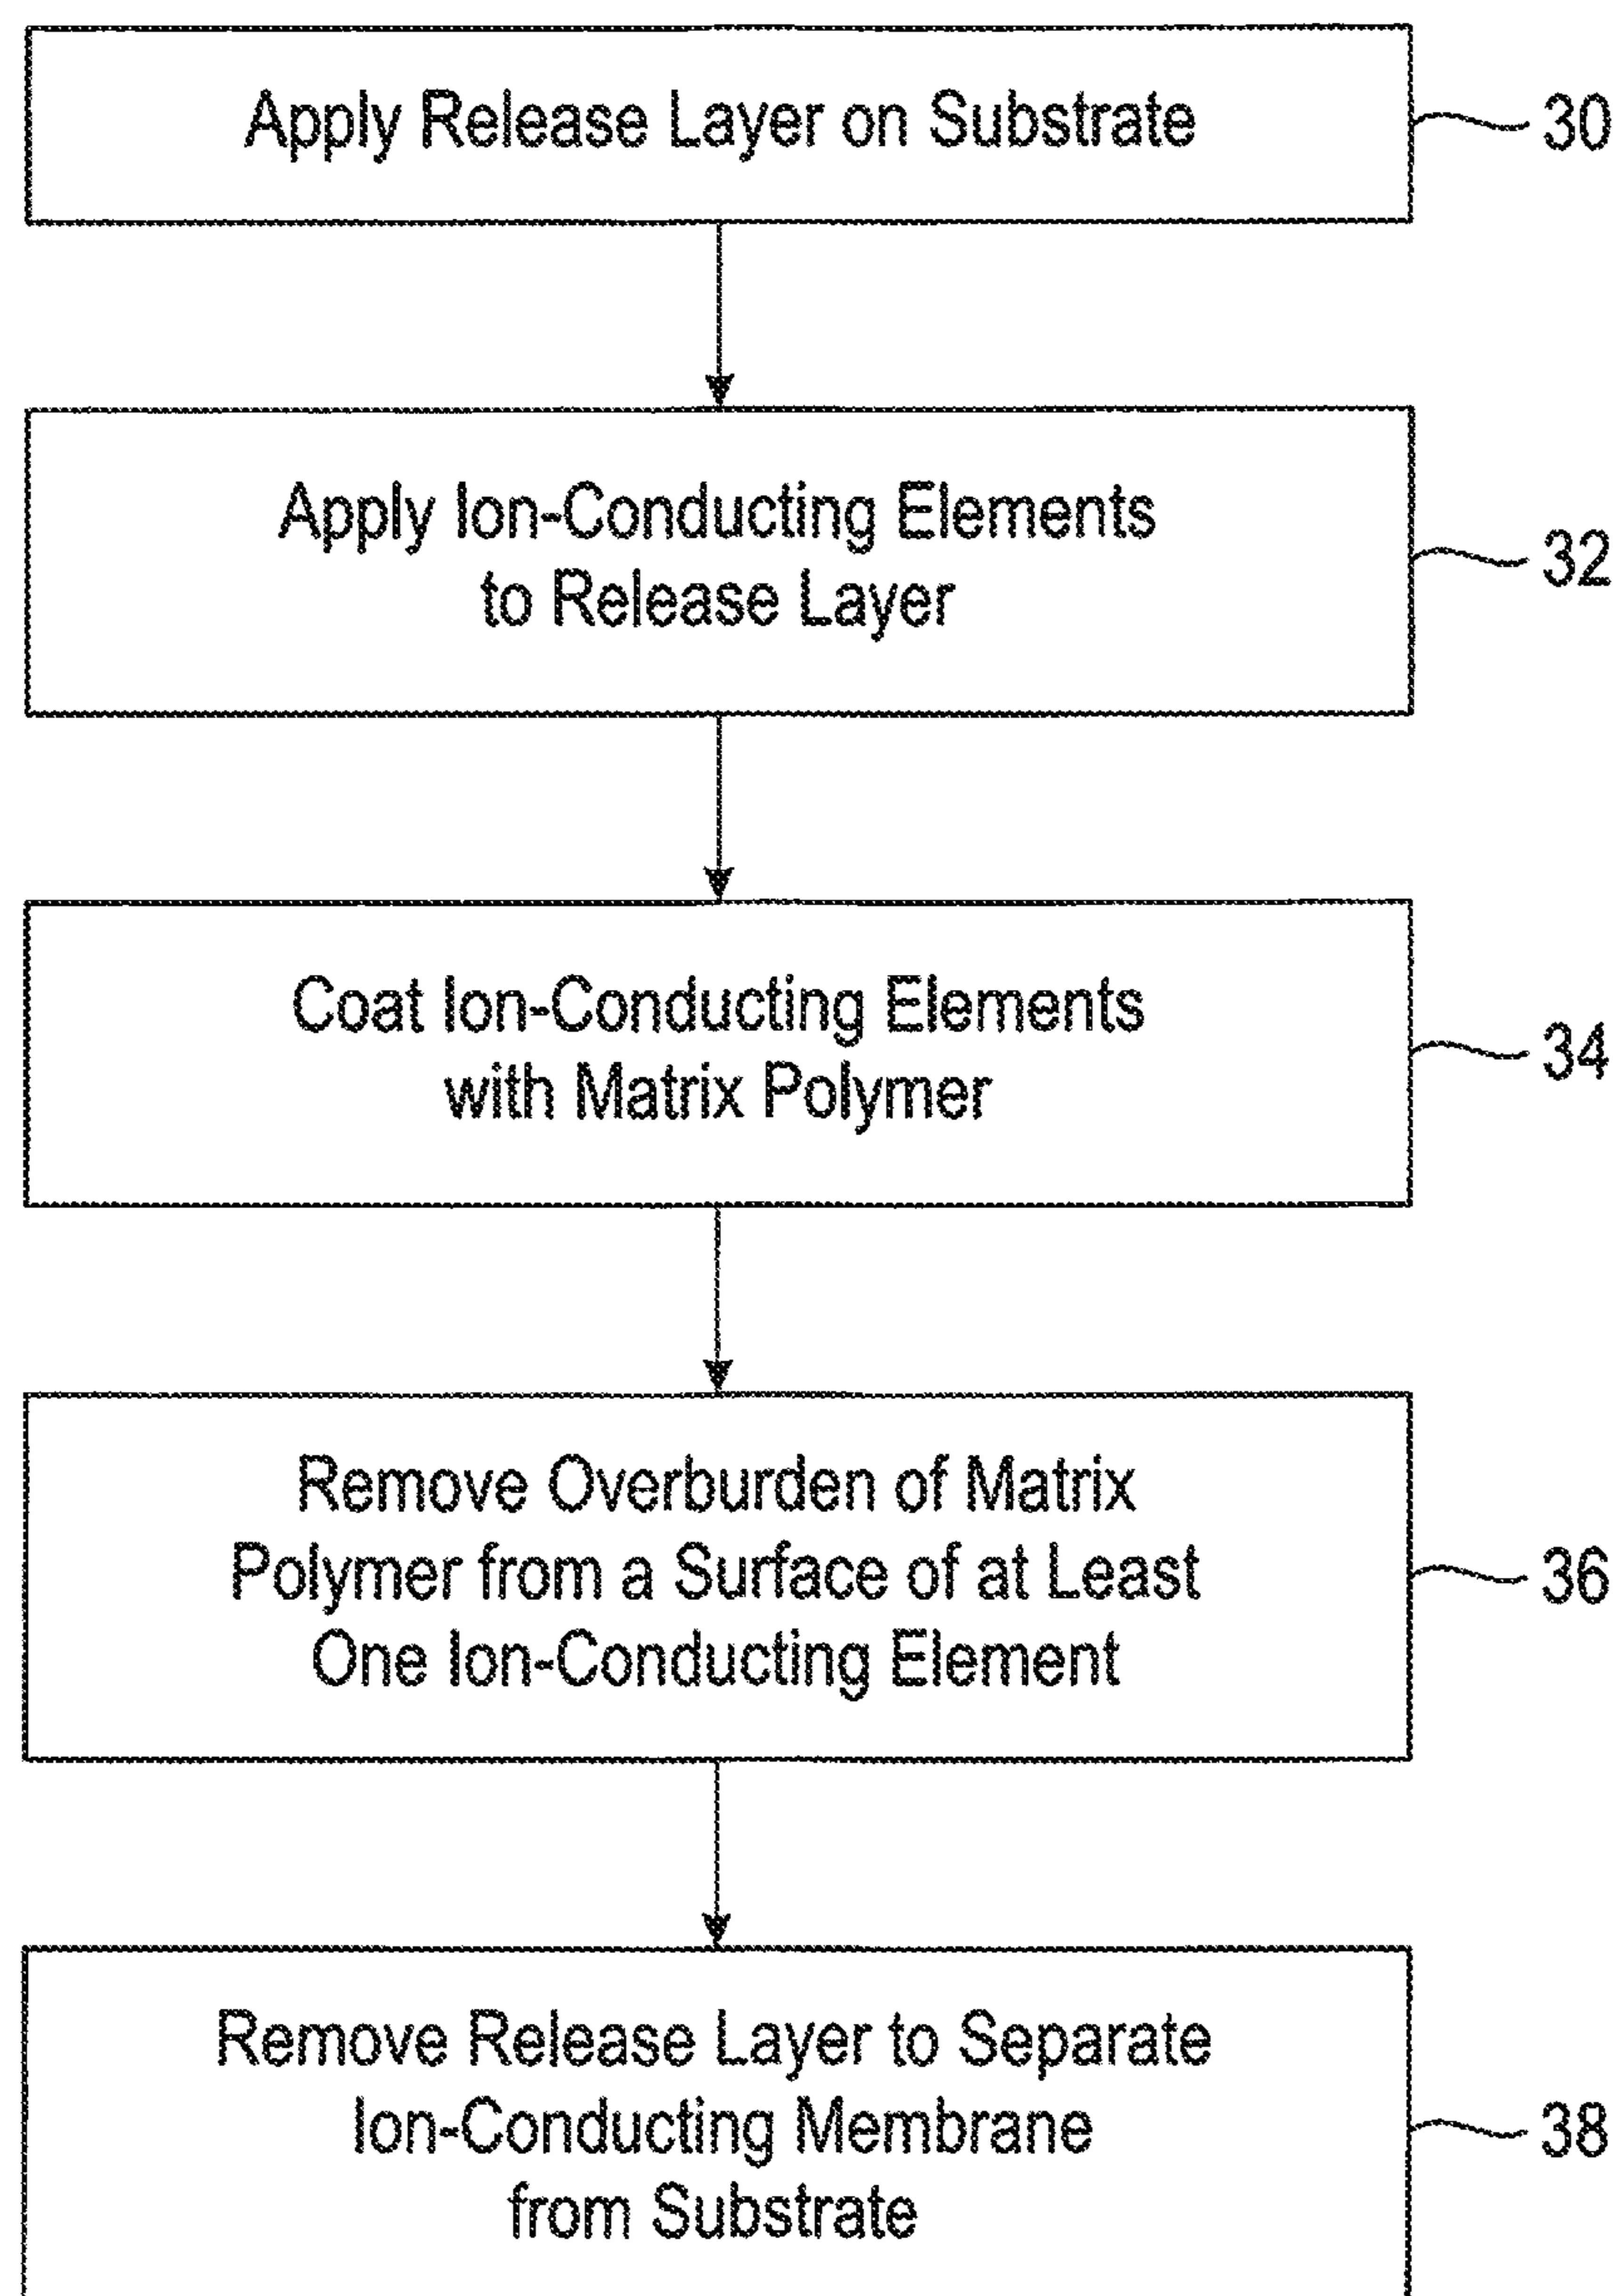 Apply Release Layer on Substrate
30
Apply Ion-Conducting Elements
to Release Layer
32
Coat Ion-Conducting Elements
with Matrix Polymer
34
Remove Overburden of Matrix
Polymer from a Surface of at Least
One Ion-Conducting Element
36
Remove Release Layer to Separate
Ion-Conducting Membrane
from Substrate
38